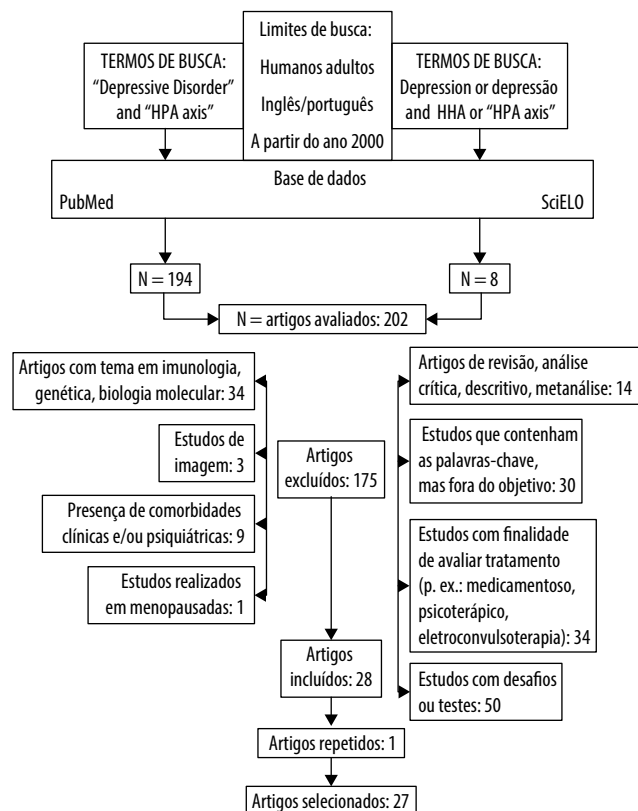 TERMOS DE BUSCA:
“Depressive Disorder”
and “HPA axis”
Limites de busca:
Humanos adultos
Inglês/português
A partir do ano 2000
TERMOS DE BUSCA:
Depression or depressão
and HHA or “HPA axis”
Base de dados
PubMed
SciELO
N = 194
N = 8
N = artigos avaliados: 202
Artigos com tema em imunologia,
genética, biologia molecular: 34
Estudos de
imagem: 3
Presença de comorbidades
clínicas e/ou psiquiátricas: 9
Estudos realizados
em menopausadas: 1
Artigos
excluídos: 175
Artigos de revisão, análise
crítica, descritivo, metanálise: 14
Estudos que contenham
as palavras-chave,
mas fora do objetivo: 30
Estudos com finalidade
de avaliar tratamento
(p. ex.: medicamentoso,
psicoterápico,
eletroconvulsoterapia): 34
Estudos com desafios
ou testes: 50
Artigos
incluídos: 28
Artigos repetidos: 1
Artigos selecionados: 27